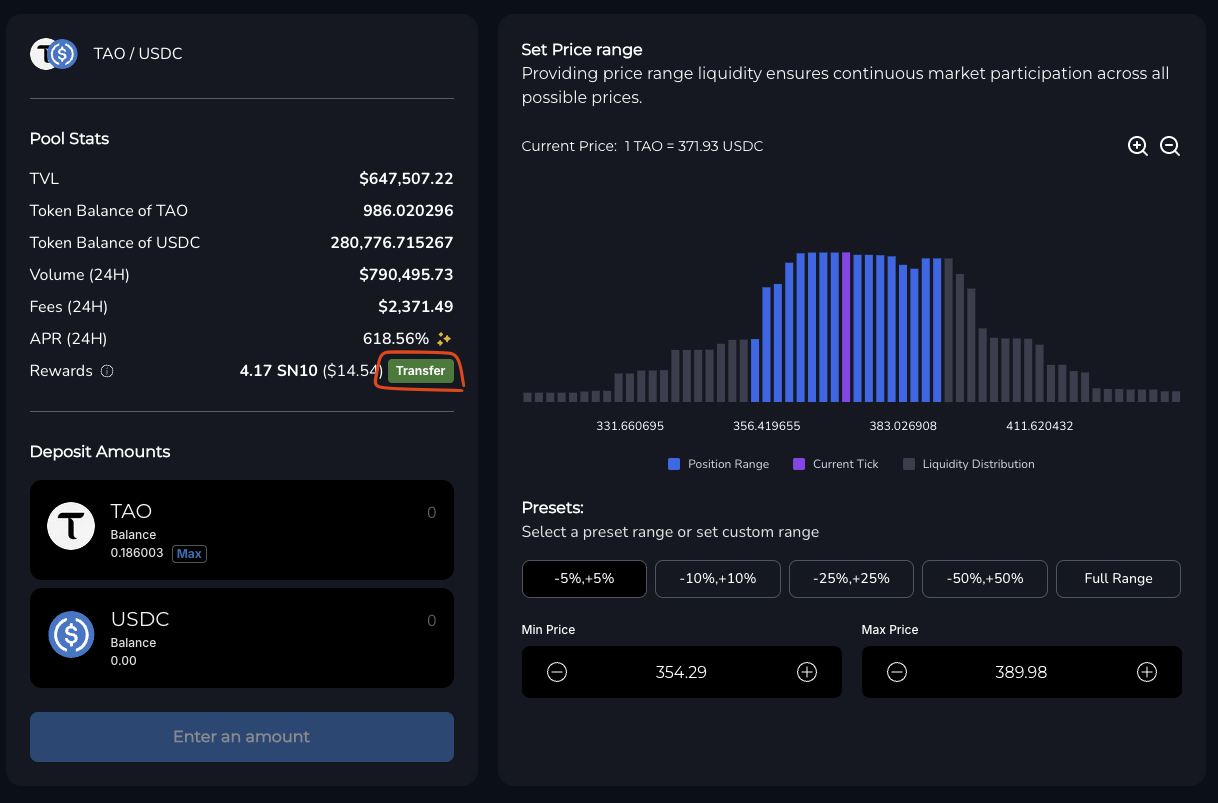 TAO / USDC
Pool Stats
TVL $647,507.22
Token Balance of TAO 986.020296
Token Balance of USDC 280,776.715267
Volume (24H) $790,495.73
Fees (24H) $2,371.49
APR (24H) 618.56%
Rewards 4.17 SN10 ($14.54) Transfer
Deposit Amounts
TAO 0
Balance
0.186003 Max
USDC 0
Balance
0.00
Enter an amount
Set Price range
Providing price range liquidity ensures continuous market participation across all
possible prices.
Current Price: 1 TAO = 371.93 USDC
331.660695 356.419655 383.026908 411.620432
Position Range Current Tick Liquidity Distribution
Presets:
Select a preset range or set custom range
-5%,+5% -10%,+10% -25%,+25% -50%,+50% Full Range
Min Price Max Price
354.29 389.98